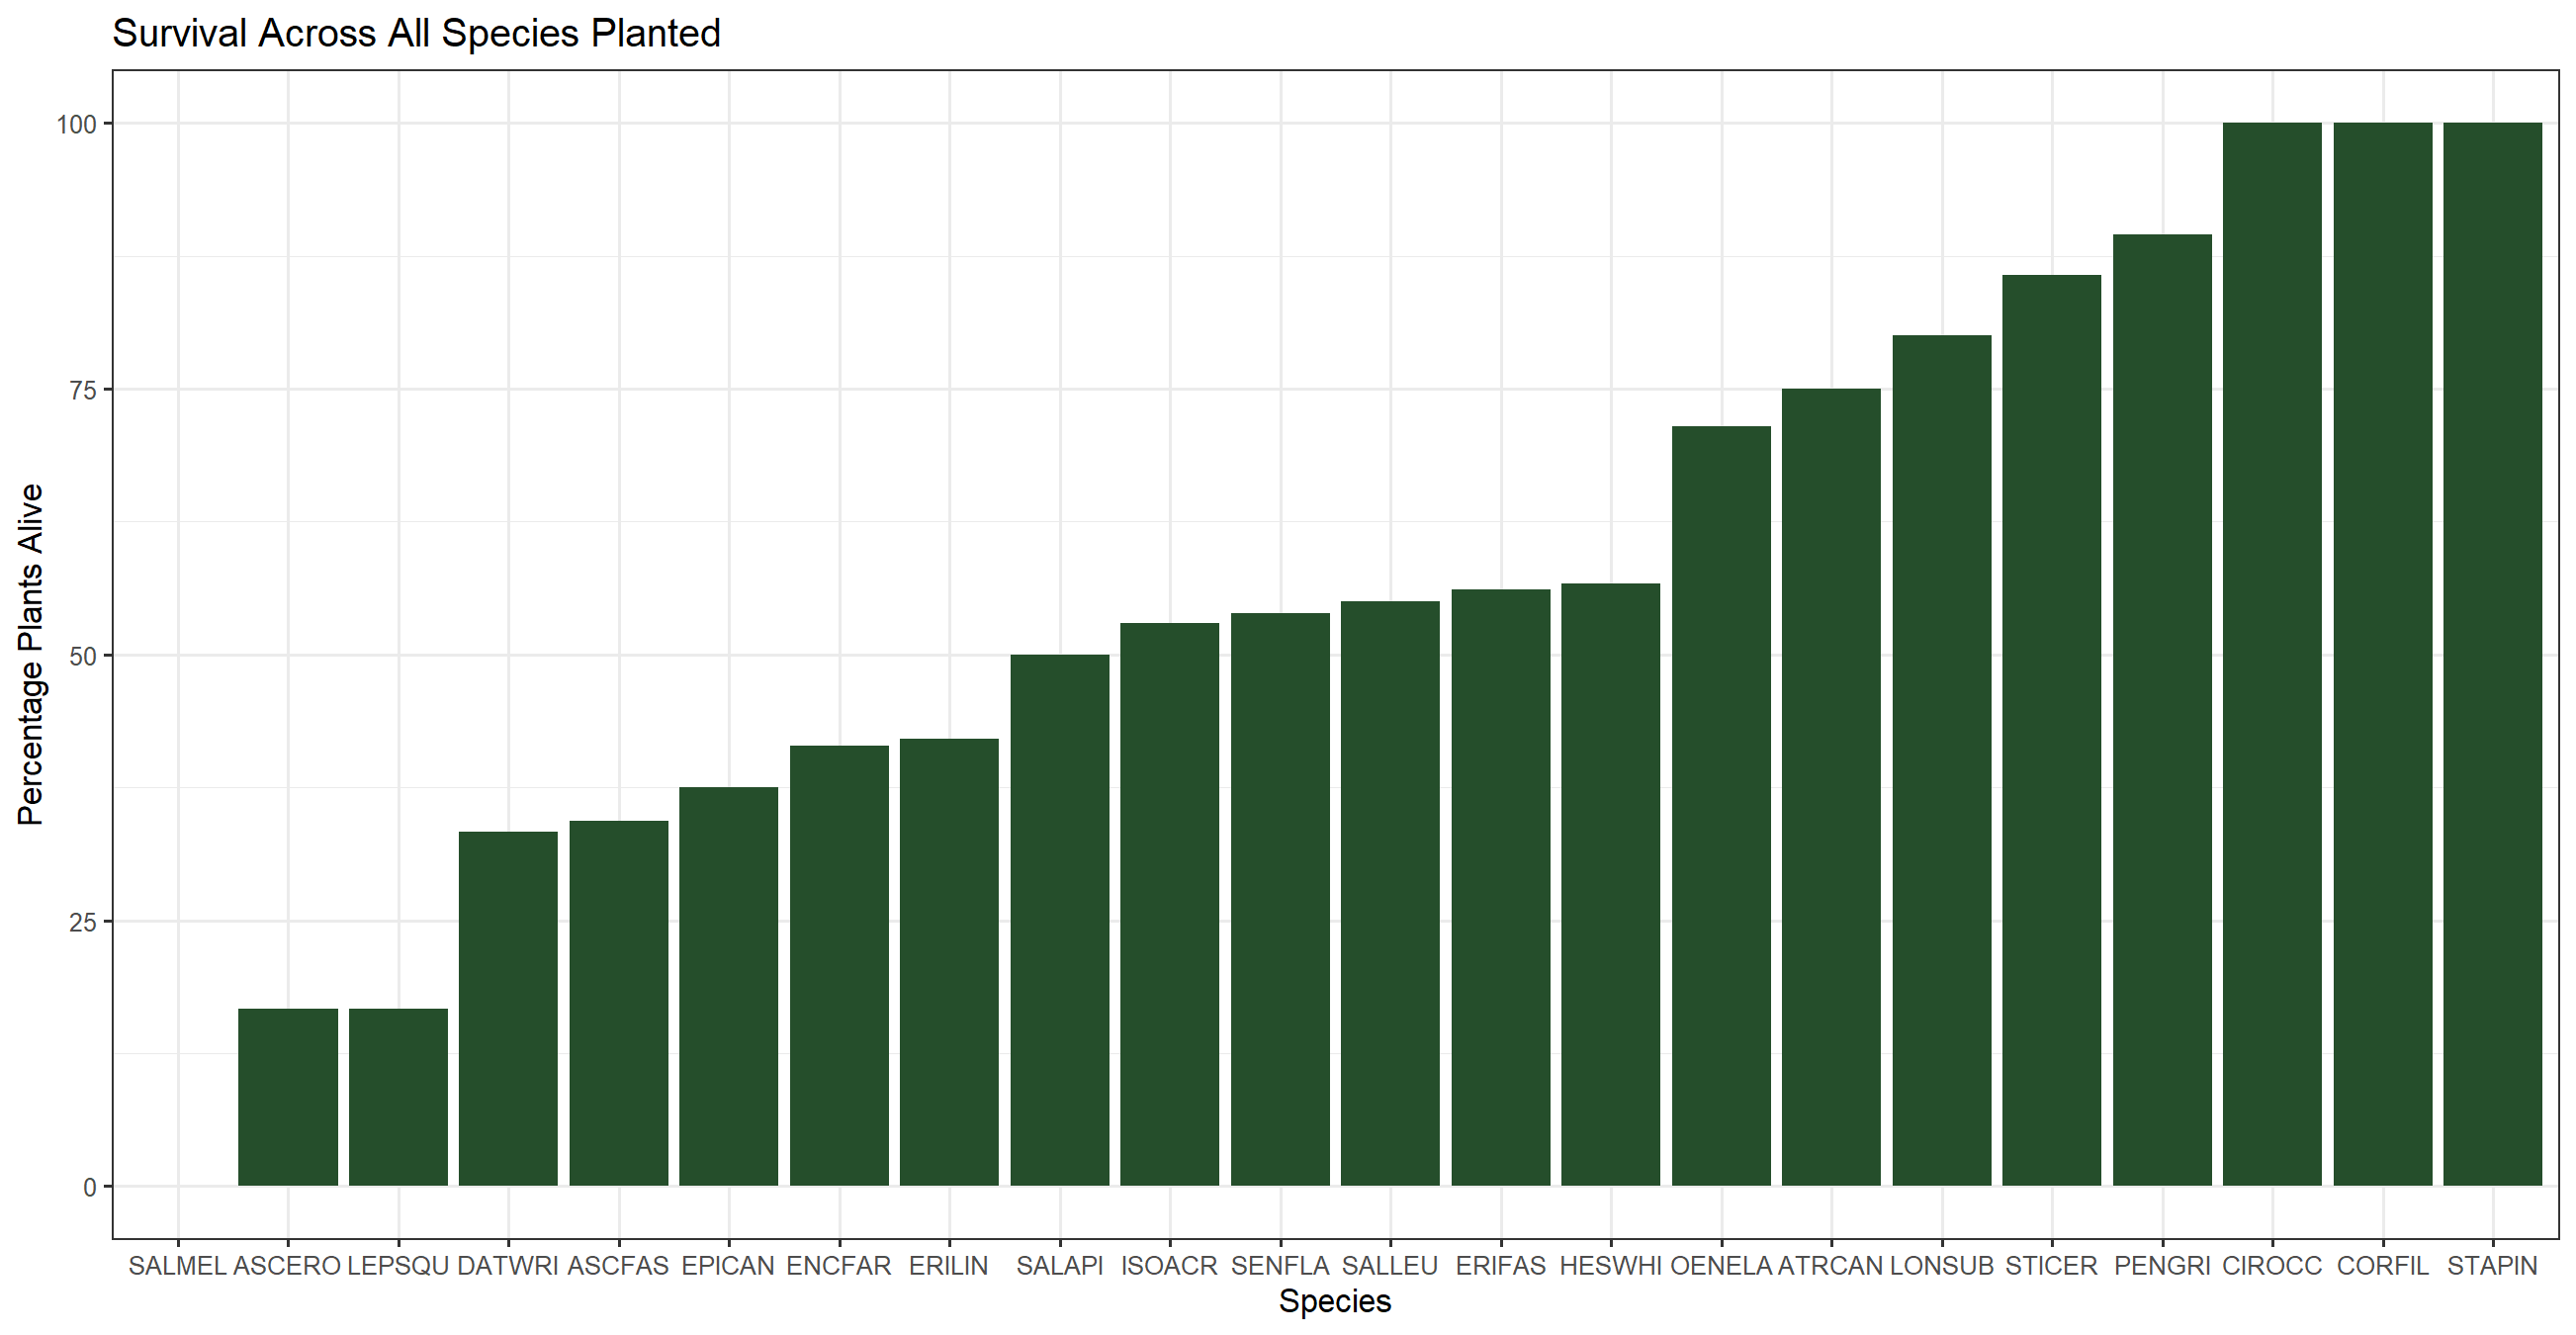 Survival Across All Species Planted
Percentage Plants Alive
100
75
50
25
0
SALMEL ASCERO LEPSQU DATWRI ASCFAS EPICAN ENCFAR ERILIN SALAPI ISOACR SENFLA SALLEU ERIFAS HESWHI OENELA ATRCAN LONSUB STICER PENGRI CIROCC CORFIL STAPIN
Species